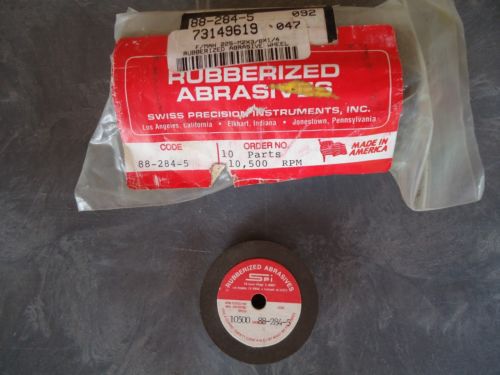 88-284-5 092
73149619 047
RUBBERIZED ABRASIVE WHEEL
RUBBERIZED
ABRASIVES
SWISS PRECISION INSTRUMENTS, INC.
Los Angeles, California • Elkhart, Indiana • Jonestown, Pennsylvania
CODE ORDER NO.
88-284-5 10 Parts
10,500 RPM
MADE IN
AMERICA
RUBBERIZED ABRASIVES
SPI
10500 88-284-5